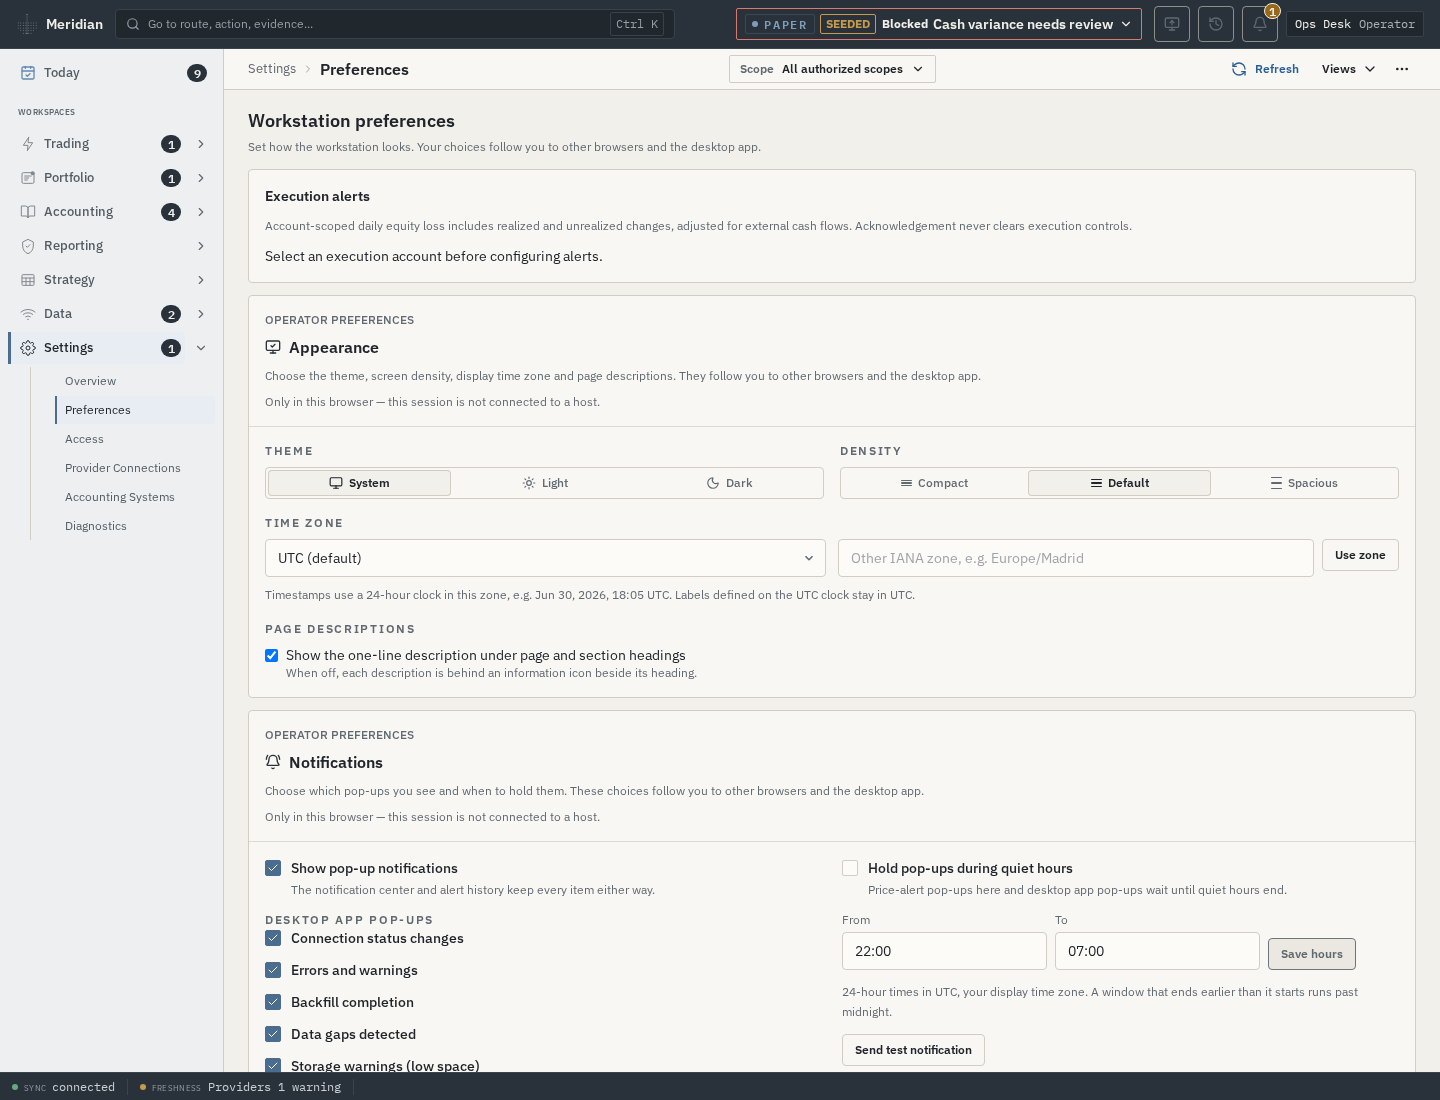 Meridian
Go to route, action, evidence...
Ctrl K
PAPER
SEEDED
Blocked Cash variance needs review
1
Ops Desk Operator
Today
9
WORKSPACES
Trading
1
Portfolio
1
Accounting
4
Reporting
Strategy
Data
2
Settings
1
Overview
Preferences
Access
Provider Connections
Accounting Systems
Diagnostics
Settings
Preferences
Scope All authorized scopes
Refresh
Views
Workstation preferences
Set how the workstation looks. Your choices follow you to other browsers and the desktop app.
Execution alerts
Account-scoped daily equity loss includes realized and unrealized changes, adjusted for external cash flows. Acknowledgement never clears execution controls.
Select an execution account before configuring alerts.
OPERATOR PREFERENCES
Appearance
Choose the theme, screen density, display time zone and page descriptions. They follow you to other browsers and the desktop app.
Only in this browser — this session is not connected to a host.
THEME
System
Light
Dark
DENSITY
Compact
Default
Spacious
TIME ZONE
UTC (default)
Other IANA zone, e.g. Europe/Madrid
Use zone
Timestamps use a 24-hour clock in this zone, e.g. Jun 30, 2026, 18:05 UTC. Labels defined on the UTC clock stay in UTC.
PAGE DESCRIPTIONS
Show the one-line description under page and section headings
When off, each description is behind an information icon beside its heading.
OPERATOR PREFERENCES
Notifications
Choose which pop-ups you see and when to hold them. These choices follow you to other browsers and the desktop app.
Only in this browser — this session is not connected to a host.
Show pop-up notifications
The notification center and alert history keep every item either way.
DESKTOP APP POP-UPS
Connection status changes
Errors and warnings
Backfill completion
Data gaps detected
Storage warnings (low space)
Hold pop-ups during quiet hours
Price-alert pop-ups here and desktop app pop-ups wait until quiet hours end.
From
To
22:00
07:00
Save hours
24-hour times in UTC, your display time zone. A window that ends earlier than it starts runs past
midnight.
Send test notification
SYNC connected
FRESHNESS Providers 1 warning